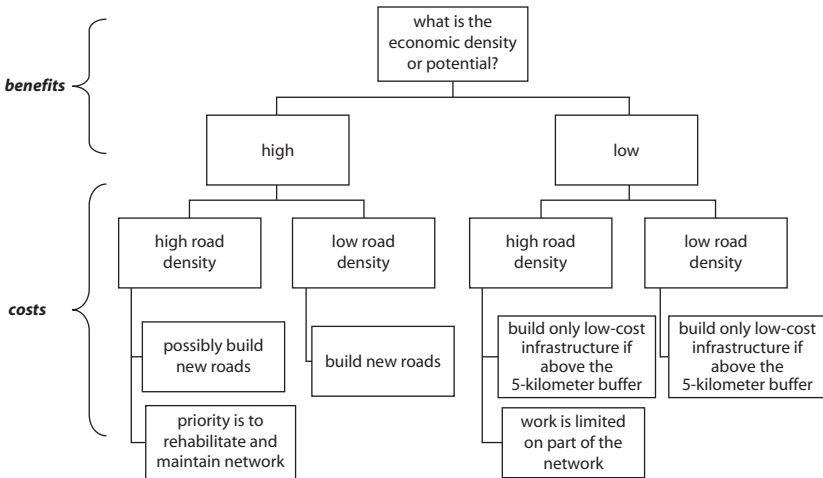 what is the
economic density
or potential?
benefits
high
low
high road
density
low road
density
high road
density
low road
density
costs
possibly build
new roads
build new roads
build only low-cost
infrastructure if
above the
5-kilometer buffer
build only low-cost
infrastructure if
above the
5-kilometer buffer
priority is to
rehabilitate and
maintain network
work is limited
on part of the
network